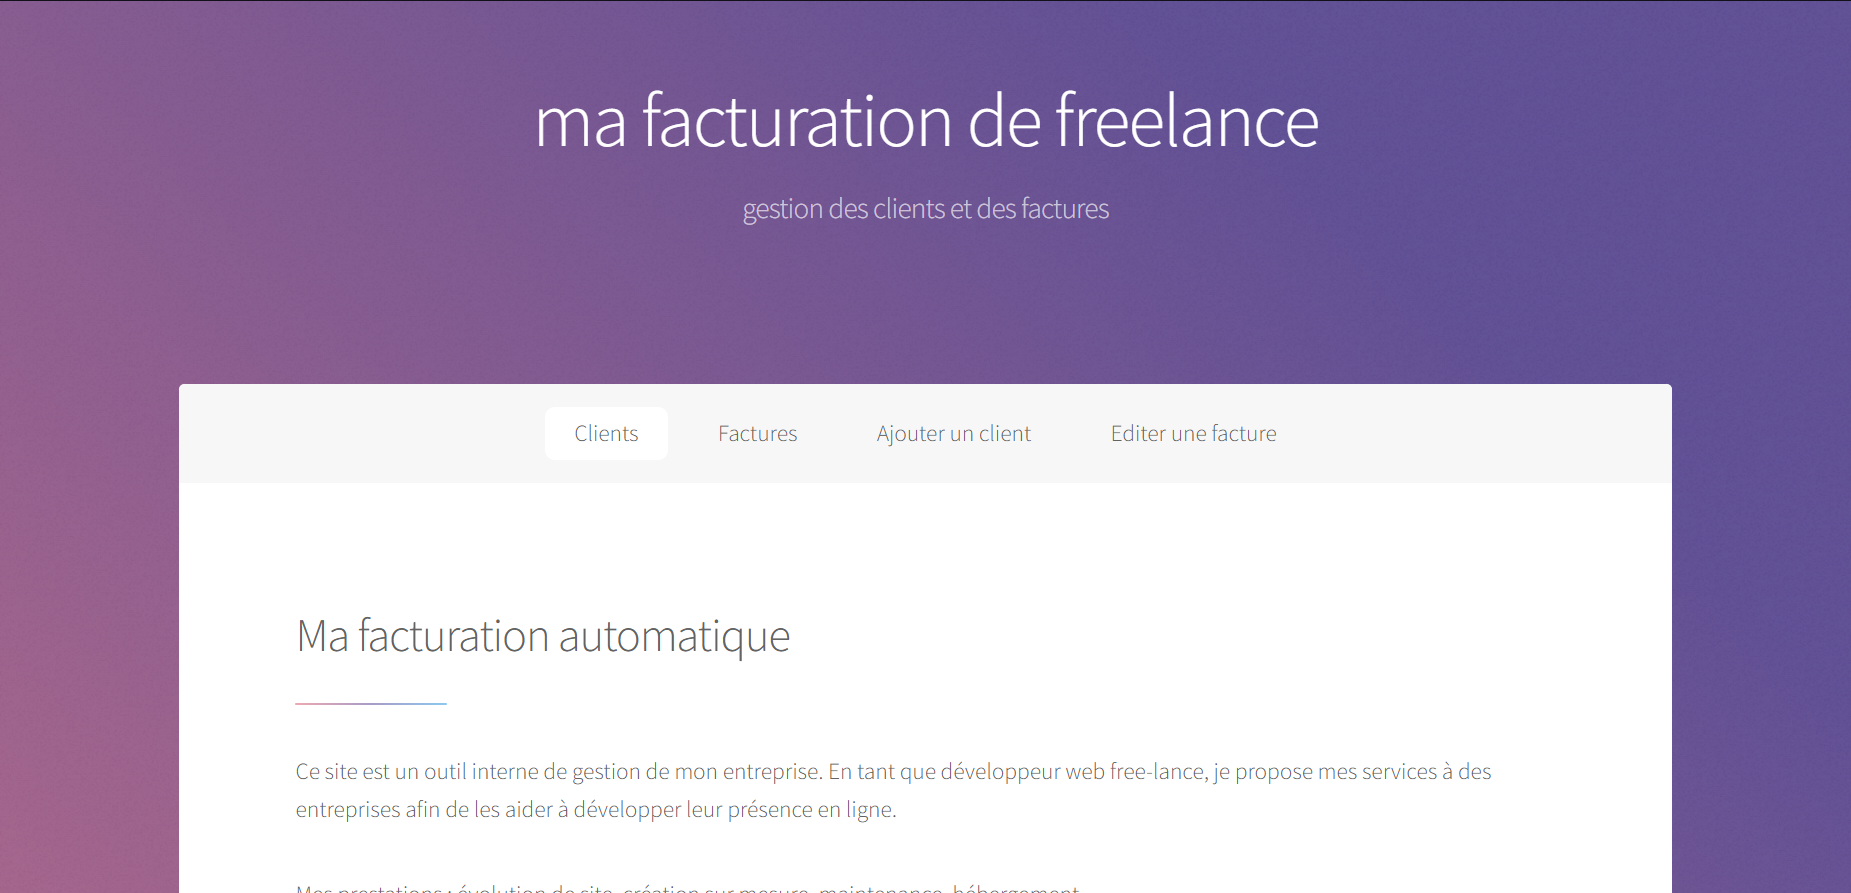 ma facturation de freelance
gestion des clients et des factures
Clients
Factures
Ajouter un client
Editer une facture
Ma facturation automatique
Ce site est un outil interne de gestion de mon entreprise. En tant que développeur web free-lance, je propose mes services à des
entreprises afin de les aider à développer leur présence en ligne.
Mes prestations : évolution de site, création sur mesure, maintenance, hébergement